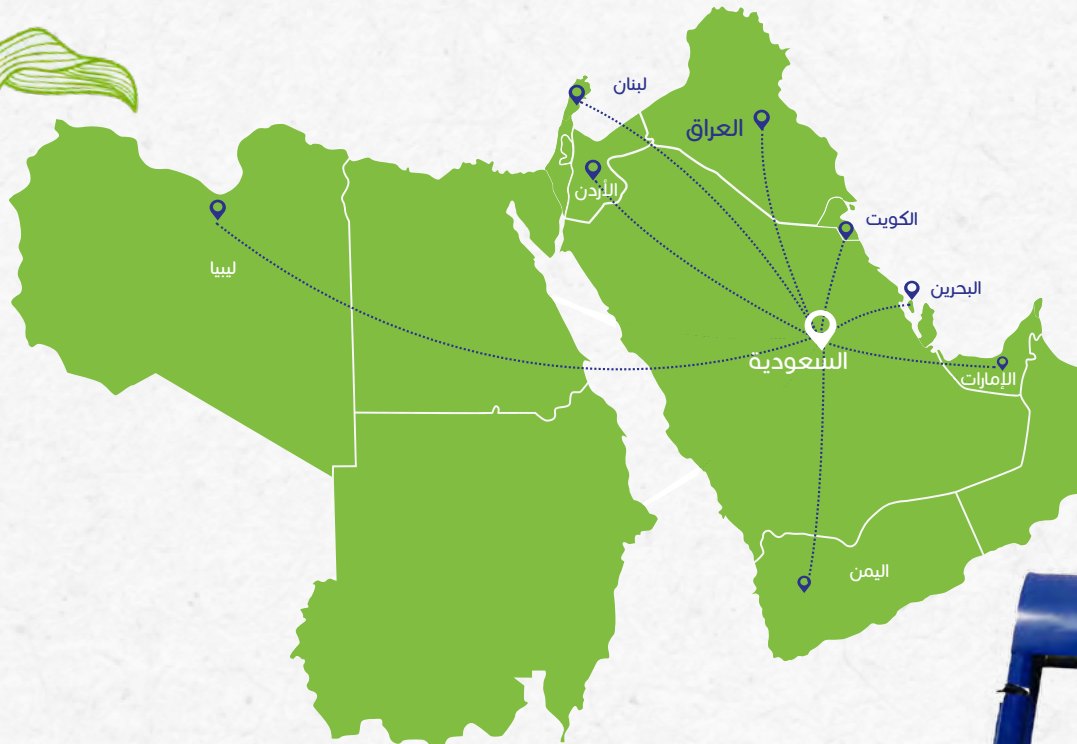 لبنان
العراق
الأردن
الكويت
ليبيا
البحرين
السعودية
الإمارات
اليمن